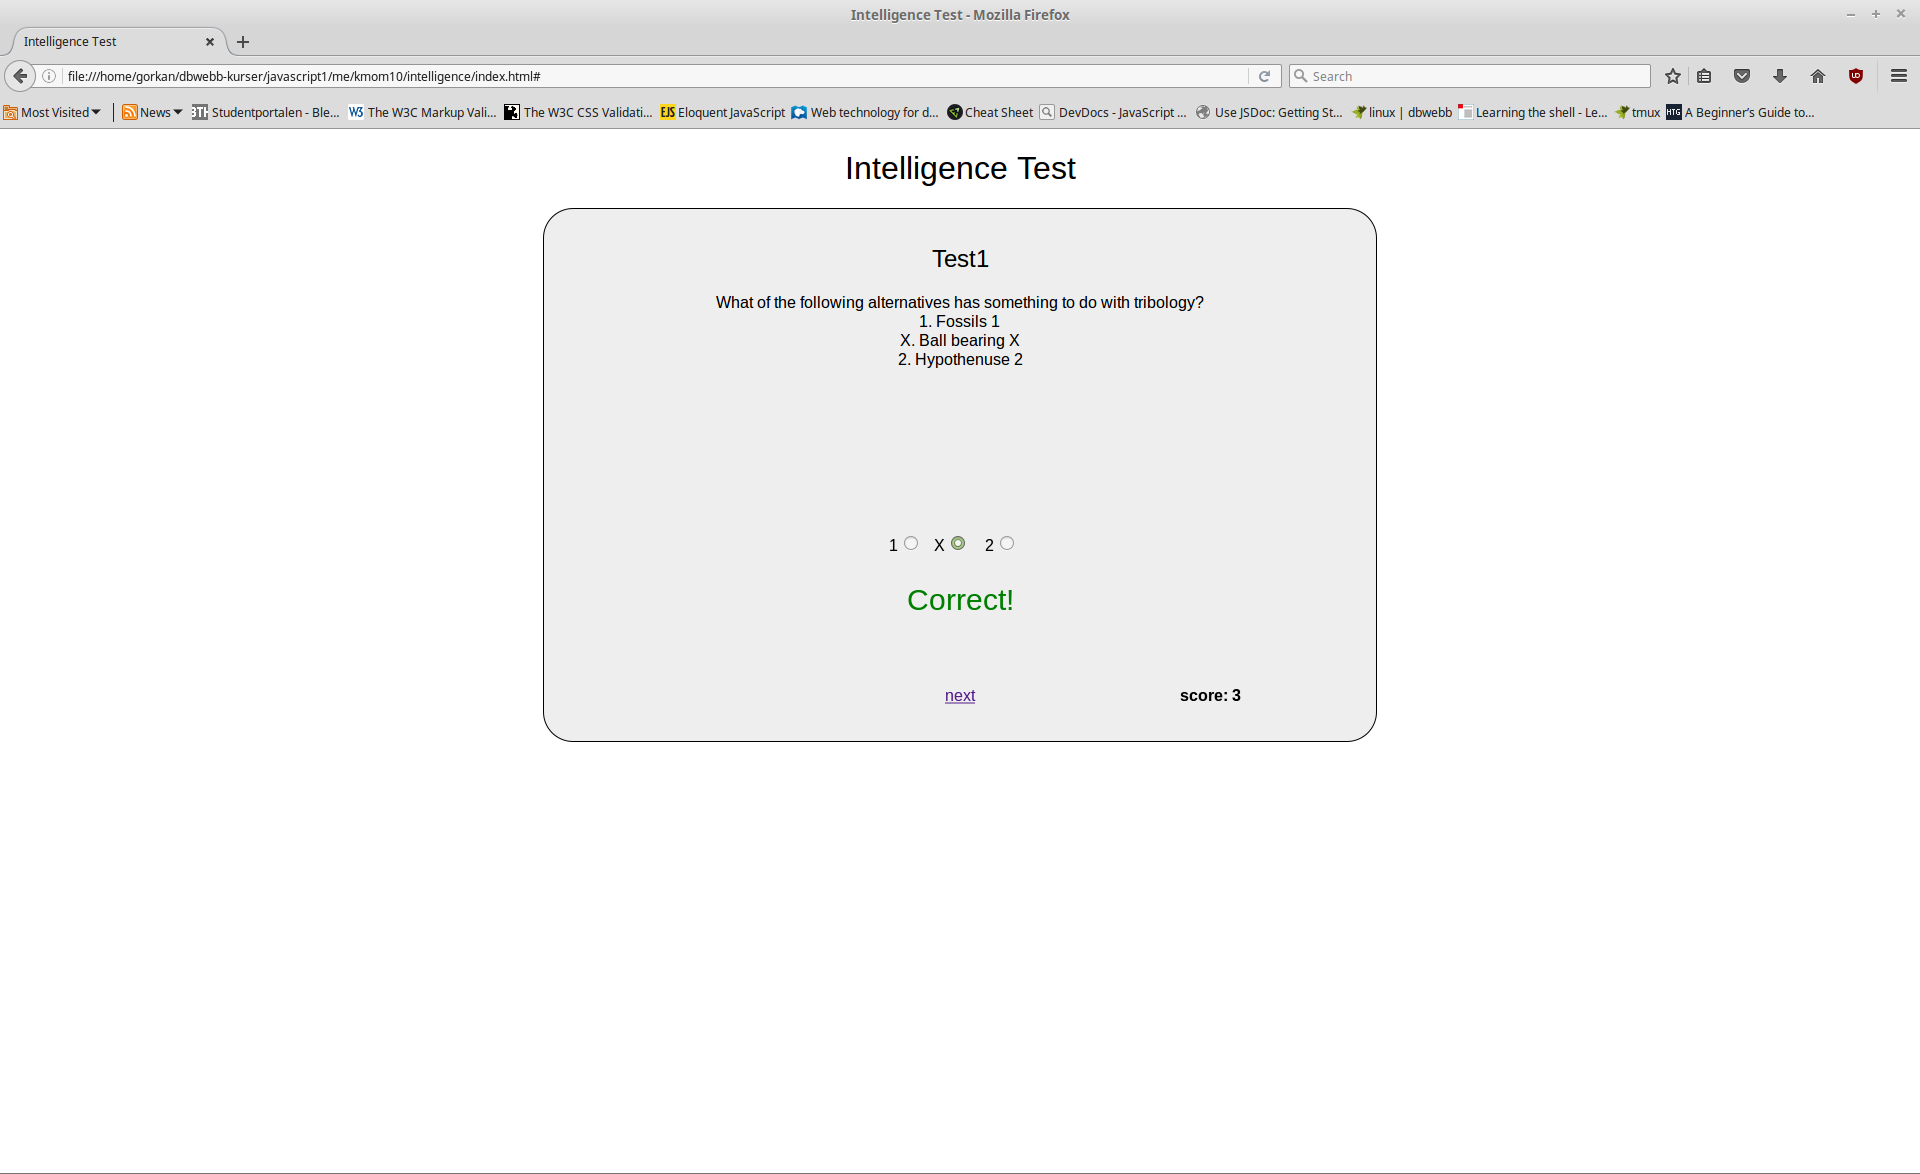 Intelligence Test - Mozilla Firefox
Intelligence Test
file:///home/gorkan/dbwebb-kurser/javascript1/me/kmom10/intelligence/index.html#
Search
Most Visited News Studentportalen - Ble... W3 The W3C Markup Vali... The W3C CSS Validati... EJS Eloquent JavaScript Web technology for d... Cheat Sheet DevDocs - JavaScript ... Use JSDoc: Getting St... linux | dbwebb Learning the shell - Le... tmux HTG A Beginner's Guide to...
Intelligence Test
Test1
What of the following alternatives has something to do with tribology?
1. Fossils 1
X. Ball bearing X
2. Hypothenuse 2
1 X 2
Correct!
next score: 3